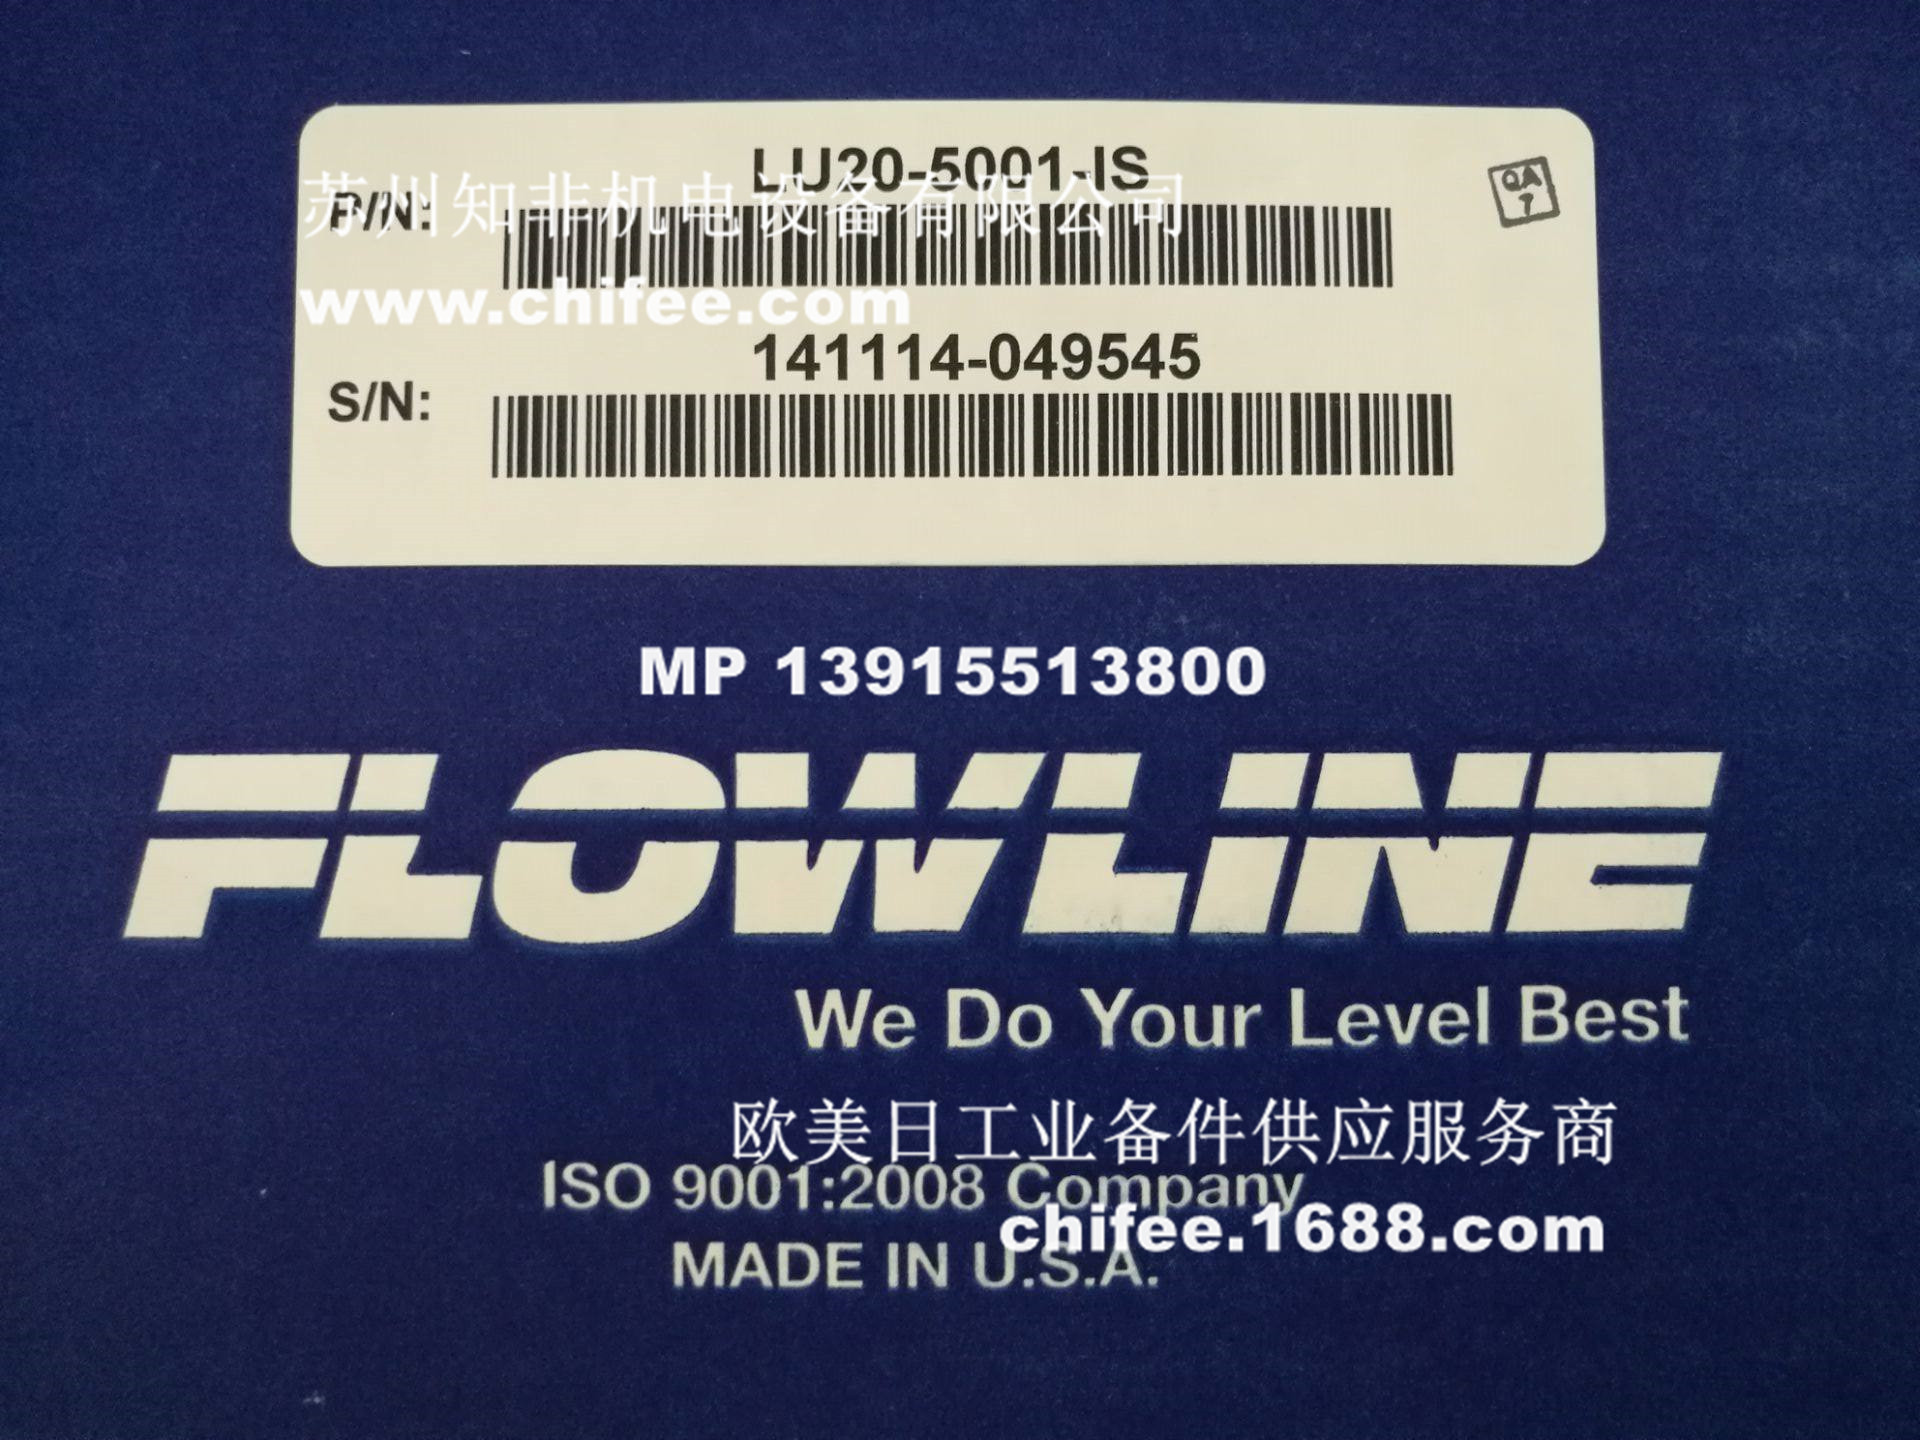 LU20-5001-IS
P/N:
苏州知非机电设备有限公司
QA
7
www.chifee.com
141114-049545
S/N:
MP 13915513800
FLOWLINE
We Do Your Level Best
欧美日工业备件供应服务商
ISO 9001:2008 Company
chifee.1688.com
MADE IN U.S.A.